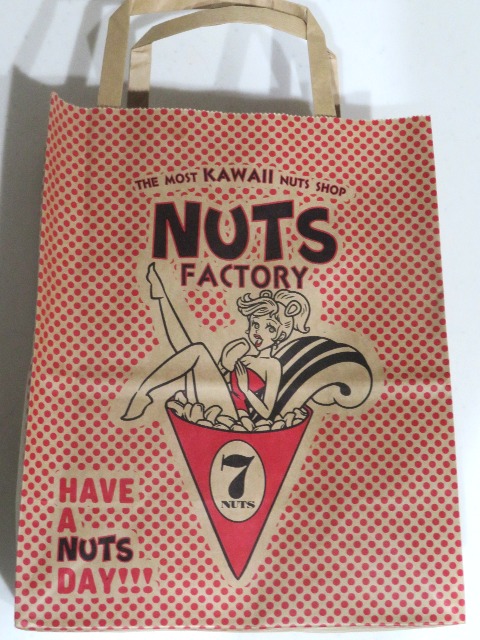 THE MOST KAWAII NUTS SHOP
NUTS
FACTORY
7
NUTS
HAVE
A
NUTS
DAY!!!